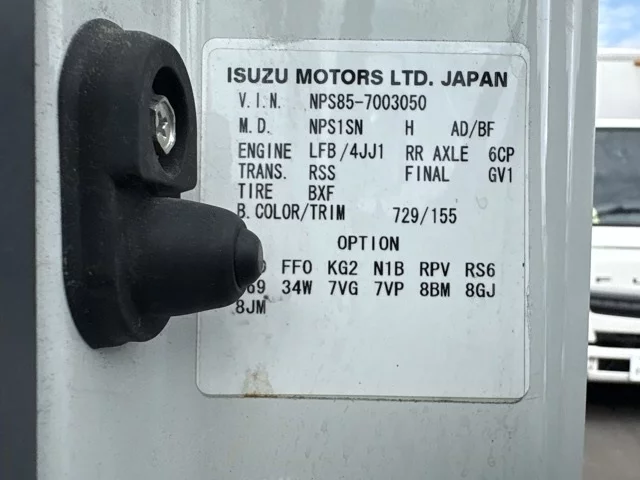 ISUZU MOTORS LTD. JAPAN
V.I.N. NPS85-7003050
M.D. NPS1SN H AD/BF
ENGINE LFB/4JJ1 RR AXLE 6CP
TRANS. RSS FINAL GV1
TIRE BXF
B.COLOR/TRIM 729/155
OPTION
FFO KG2 N1B RPV RS6
34W 7VG 7VP 8BM 8GJ
8JM